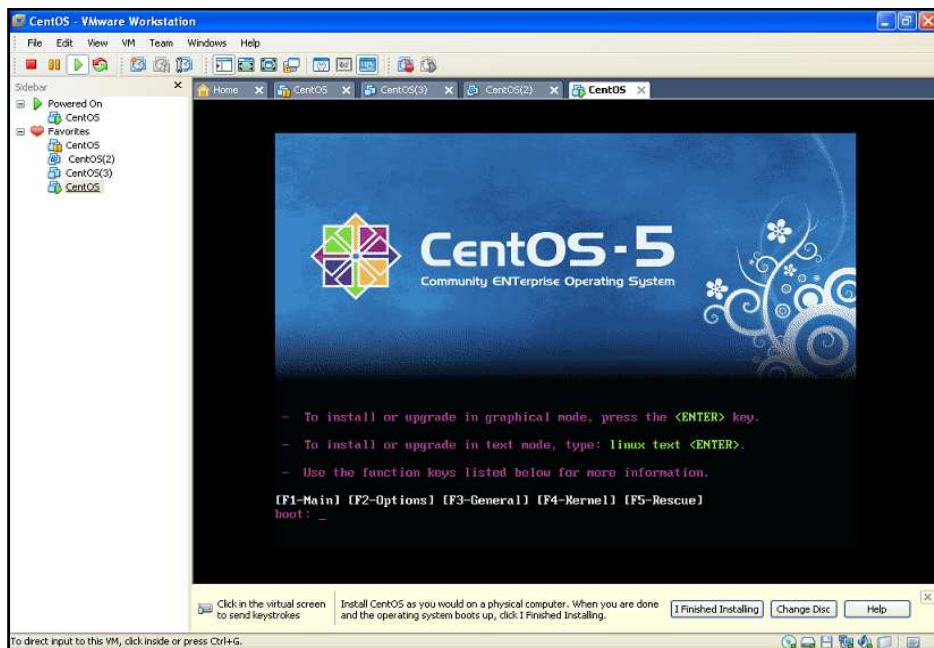 CentOS - VMware Workstation
File Edit View VM Team Windows Help
Sidebar
Powered On
CentOS
Favorites
CentOS
CentOS(2)
CentOS(3)
CentOS
Home CentOS CentOS(3) CentOS(2) CentOS
CentOS-5
Community ENTerprise Operating System
- To install or upgrade in graphical mode, press the <ENTER> key.
- To install or upgrade in text mode, type: linux text <ENTER>.
- Use the function keys listed below for more information.
[F1-Main] [F2-Options] [F3-General] [F4-Kernel] [F5-Rescue]
boot: _
Click in the virtual screen
to send keystrokes
Install CentOS as you would on a physical computer. When you are done
and the operating system boots up, click I Finished Installing.
I Finished Installing Change Disc Help
To direct input to this VM, click inside or press Ctrl+G.